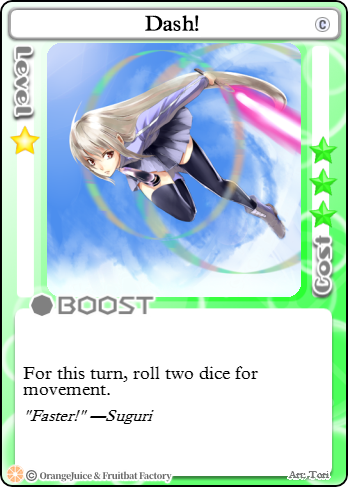 Dash!
©
Level
Cost
BOOST
For this turn, roll two dice for
movement.
"Faster!" —Suguri
© OrangeJuice & Fruitbat Factory
Art: Tori